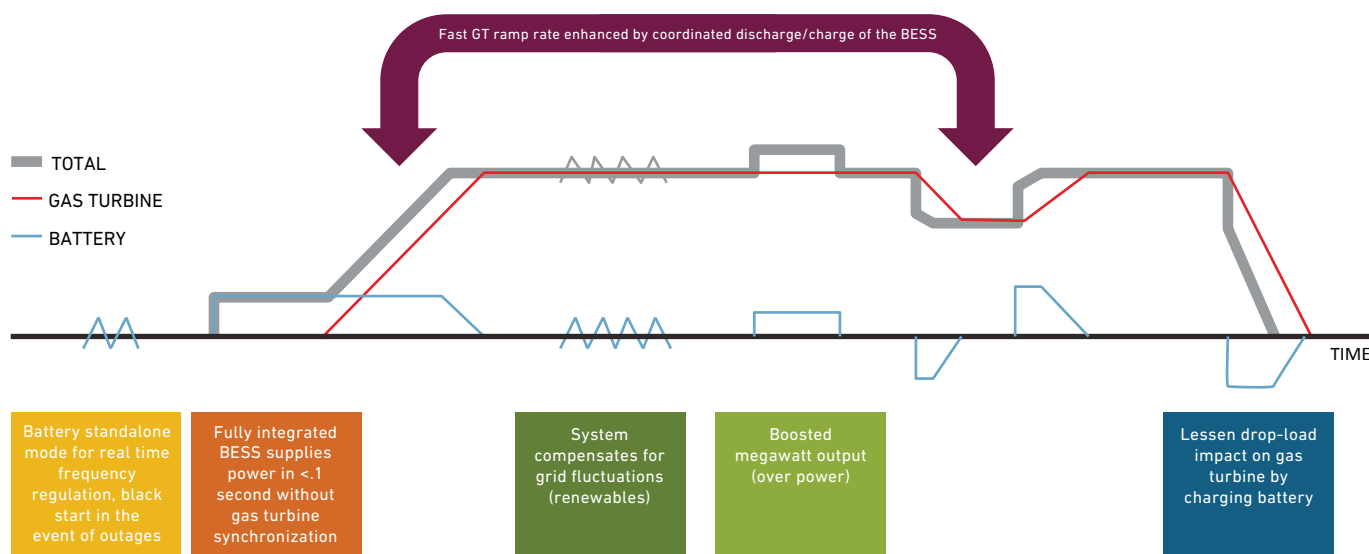 Fast GT ramp rate enhanced by coordinated discharge/charge of the BESS
TOTAL
GAS TURBINE
BATTERY
TIME
Battery standalone
mode for real time
frequency
regulation, black
start in the
event of outages
Fully integrated
BESS supplies
power in <.1
second without
gas turbine
synchronization
System
compensates for
grid fluctuations
(renewables)
Boosted
megawatt output
(over power)
Lessen drop-load
impact on gas
turbine by
charging battery